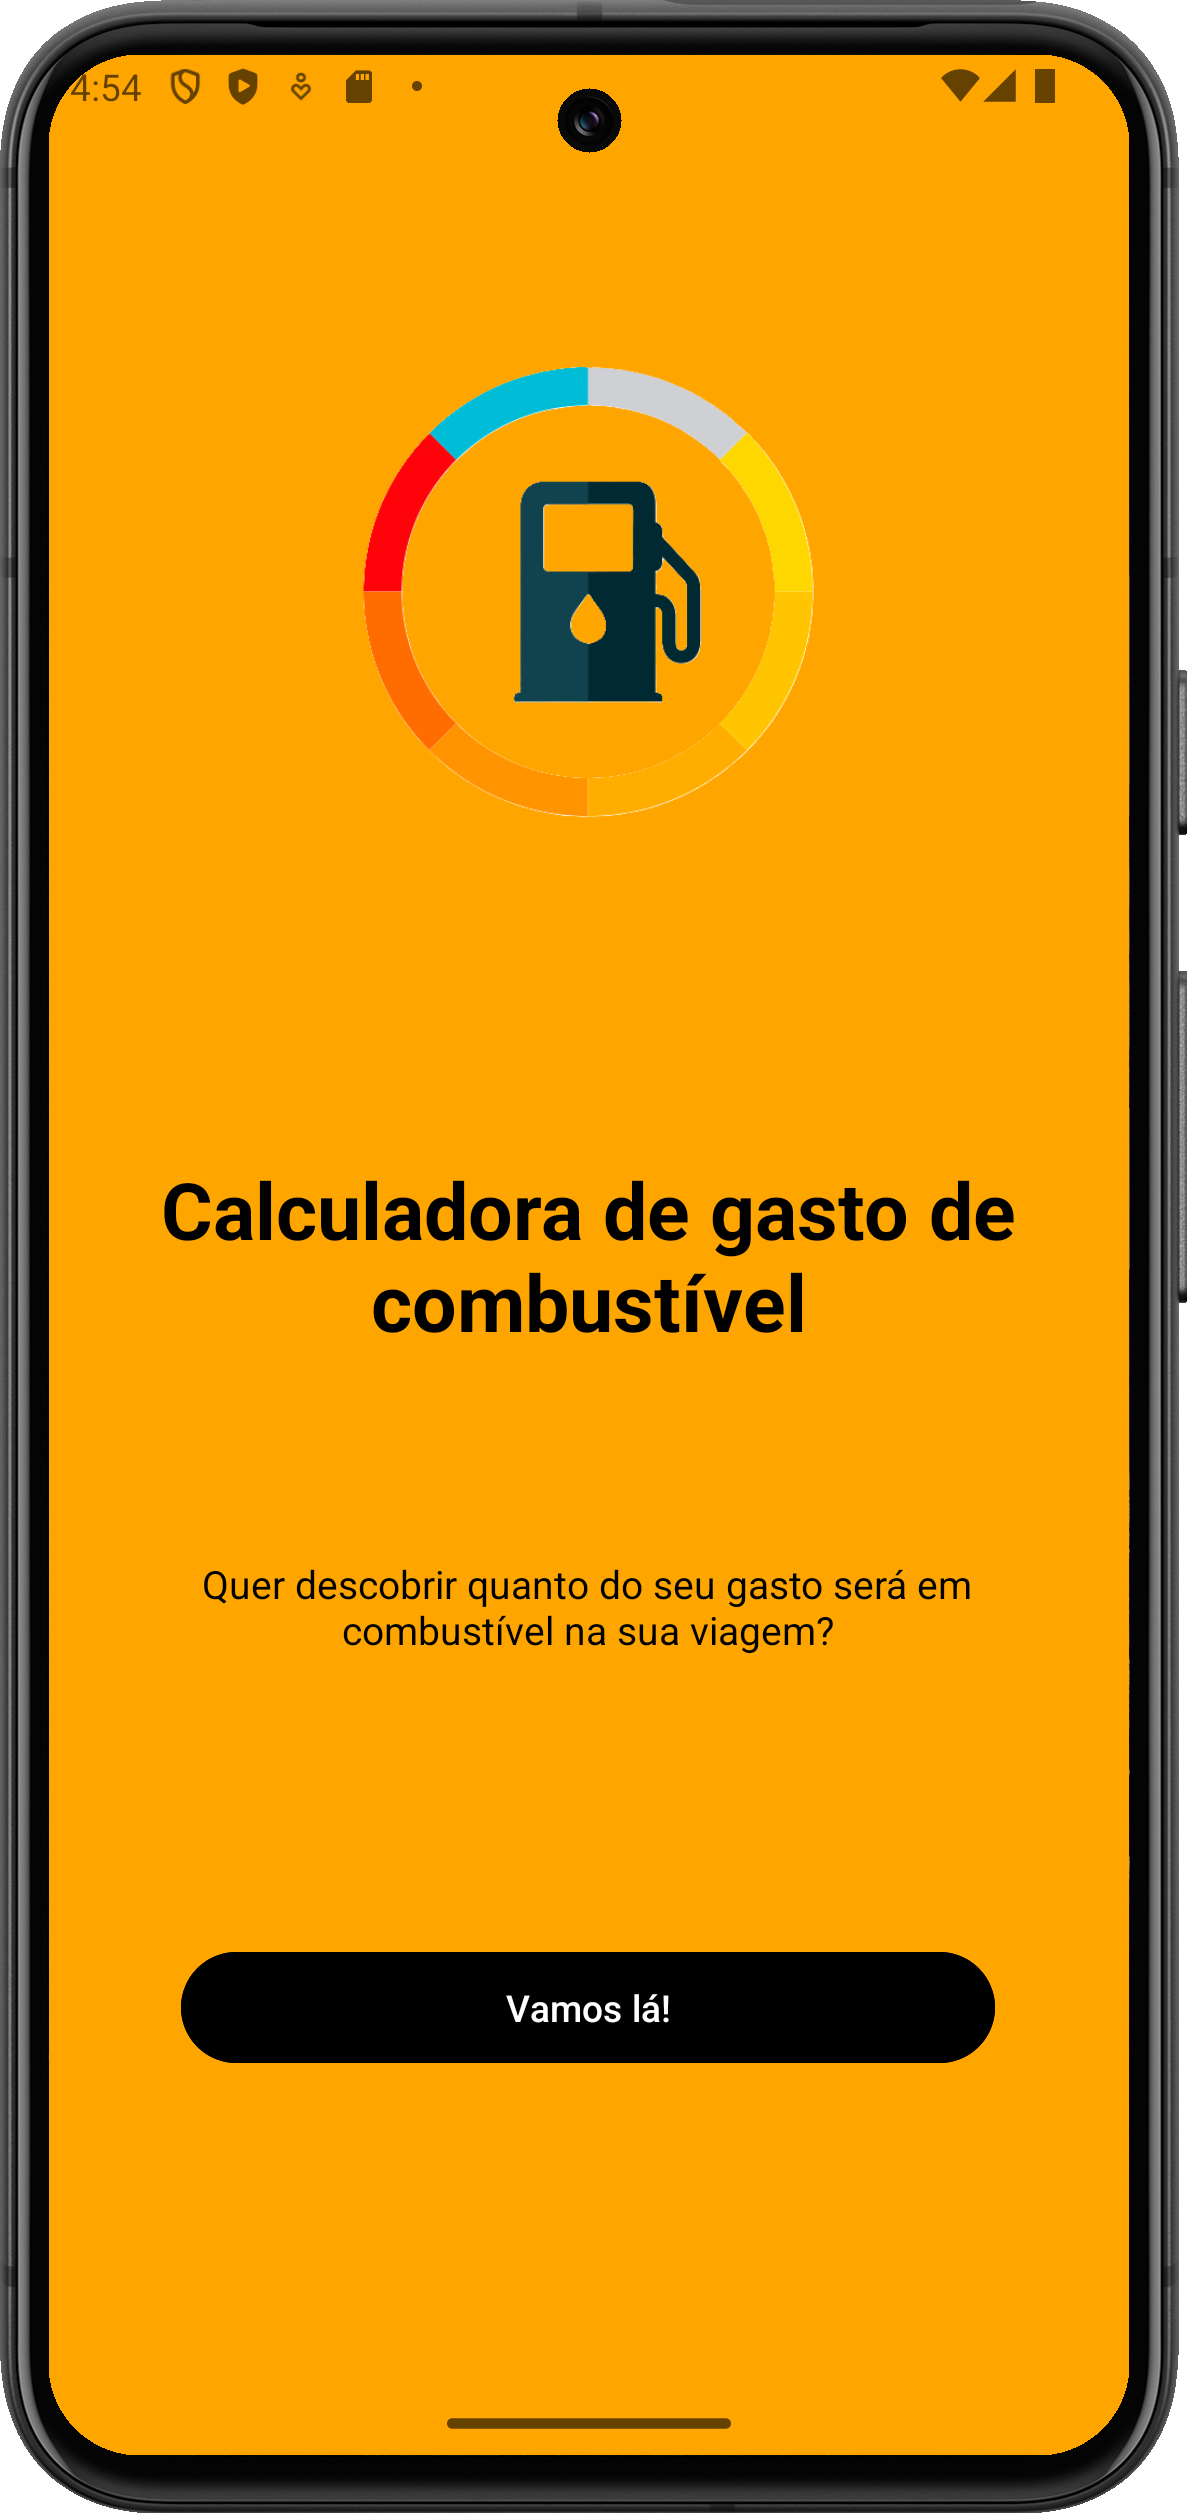 4:54
Calculadora de gasto de
combustível
Quer descobrir quanto do seu gasto será em
combustível na sua viagem?
Vamos lá!